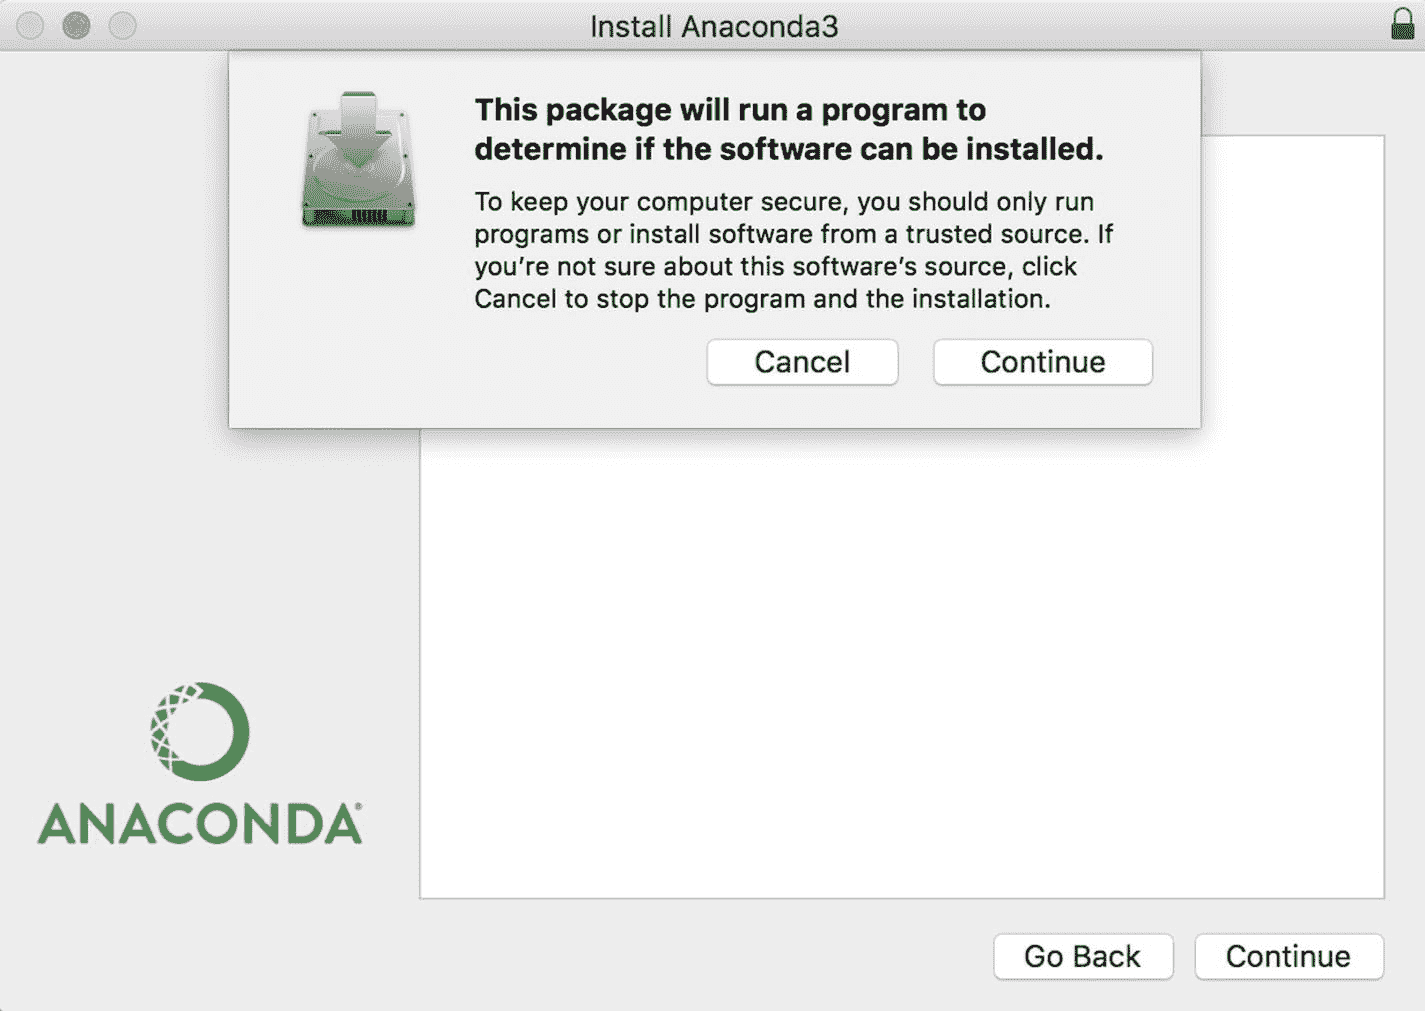 Install Anaconda3
This package will run a program to
determine if the software can be installed.
To keep your computer secure, you should only run
programs or install software from a trusted source. If
you’re not sure about this software’s source, click
Cancel to stop the program and the installation.
Cancel
Continue
ANACONDA®
Go Back
Continue